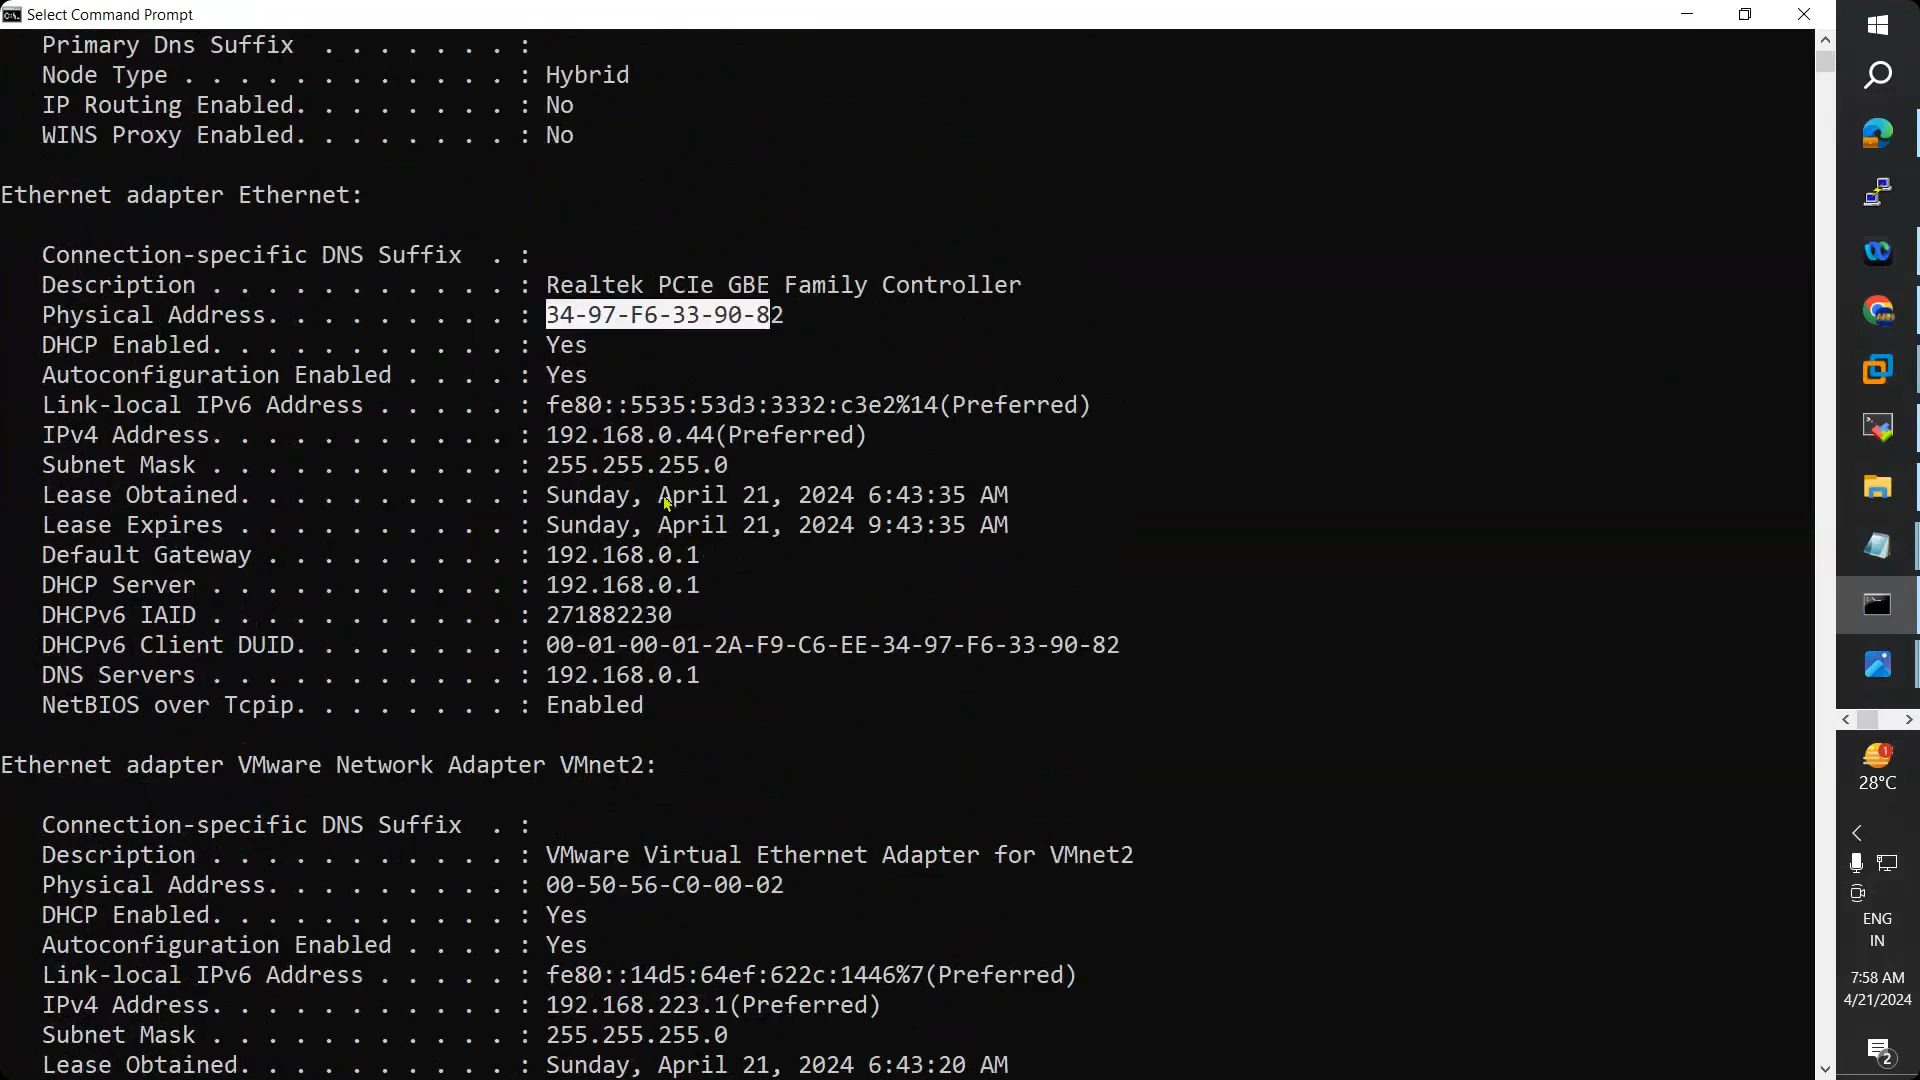 Select Command Prompt
Primary Dns Suffix  . . . . . . . :
Node Type . . . . . . . . . . . . : Hybrid
IP Routing Enabled. . . . . . . . : No
WINS Proxy Enabled. . . . . . . . : No
Ethernet adapter Ethernet:
Connection-specific DNS Suffix  . :
Description . . . . . . . . . . . : Realtek PCIe GBE Family Controller
Physical Address. . . . . . . . . : 34-97-F6-33-90-82
DHCP Enabled. . . . . . . . . . . : Yes
Autoconfiguration Enabled . . . . : Yes
Link-local IPv6 Address . . . . . : fe80::5535:53d3:3332:c3e2%14(Preferred)
IPv4 Address. . . . . . . . . . . : 192.168.0.44(Preferred)
Subnet Mask . . . . . . . . . . . : 255.255.255.0
Lease Obtained. . . . . . . . . . : Sunday, April 21, 2024 6:43:35 AM
Lease Expires . . . . . . . . . . : Sunday, April 21, 2024 9:43:35 AM
Default Gateway . . . . . . . . . : 192.168.0.1
DHCP Server . . . . . . . . . . . : 192.168.0.1
DHCPv6 IAID . . . . . . . . . . . : 271882230
DHCPv6 Client DUID. . . . . . . . : 00-01-00-01-2A-F9-C6-EE-34-97-F6-33-90-82
DNS Servers . . . . . . . . . . . : 192.168.0.1
NetBIOS over Tcpip. . . . . . . . : Enabled
Ethernet adapter VMware Network Adapter VMnet2:
Connection-specific DNS Suffix  . :
Description . . . . . . . . . . . : VMware Virtual Ethernet Adapter for VMnet2
Physical Address. . . . . . . . . : 00-50-56-C0-00-02
DHCP Enabled. . . . . . . . . . . : Yes
Autoconfiguration Enabled . . . . : Yes
Link-local IPv6 Address . . . . . : fe80::14d5:64ef:622c:1446%7(Preferred)
IPv4 Address. . . . . . . . . . . : 192.168.223.1(Preferred)
Subnet Mask . . . . . . . . . . . : 255.255.255.0
Lease Obtained. . . . . . . . . . : Sunday, April 21, 2024 6:43:20 AM
1
28°C
ENG
IN
7:58 AM
4/21/2024
2